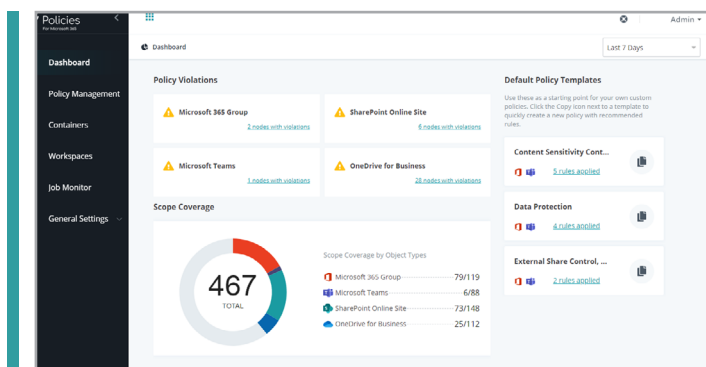 Policies
For Microsoft 365
Admin
Dashboard
Last 7 Days
Dashboard
Policy Management
Containers
Workspaces
Job Monitor
General Settings
Policy Violations
Microsoft 365 Group
2 nodes with violations
SharePoint Online Site
6 nodes with violations
Microsoft Teams
1 nodes with violations
OneDrive for Business
28 nodes with violations
Scope Coverage
467
TOTAL
Scope Coverage by Object Types
Microsoft 365 Group 79/119
Microsoft Teams 6/88
SharePoint Online Site 73/148
OneDrive for Business 25/112
Default Policy Templates
Use these as a starting point for your own custom
policies. Click the Copy icon next to a template to
quickly create a new policy with recommended
rules.
Content Sensitivity Cont...
5 rules applied
Data Protection
4 rules applied
External Share Control, ...
2 rules applied